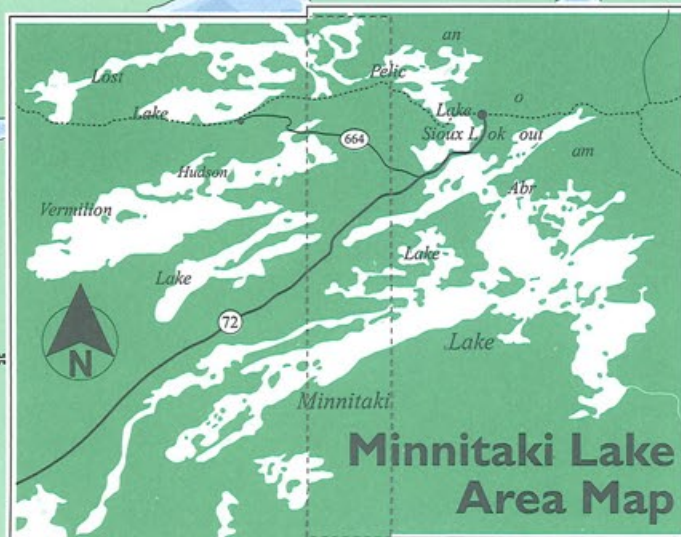 an
Lost
Pelic
Lake
Lake
o
664
Sioux L ok out
am
Hudson
Abr
Vermilion
Lake
Lake
72
Lake
N
Minnitaki
Minnitaki Lake
Area Map